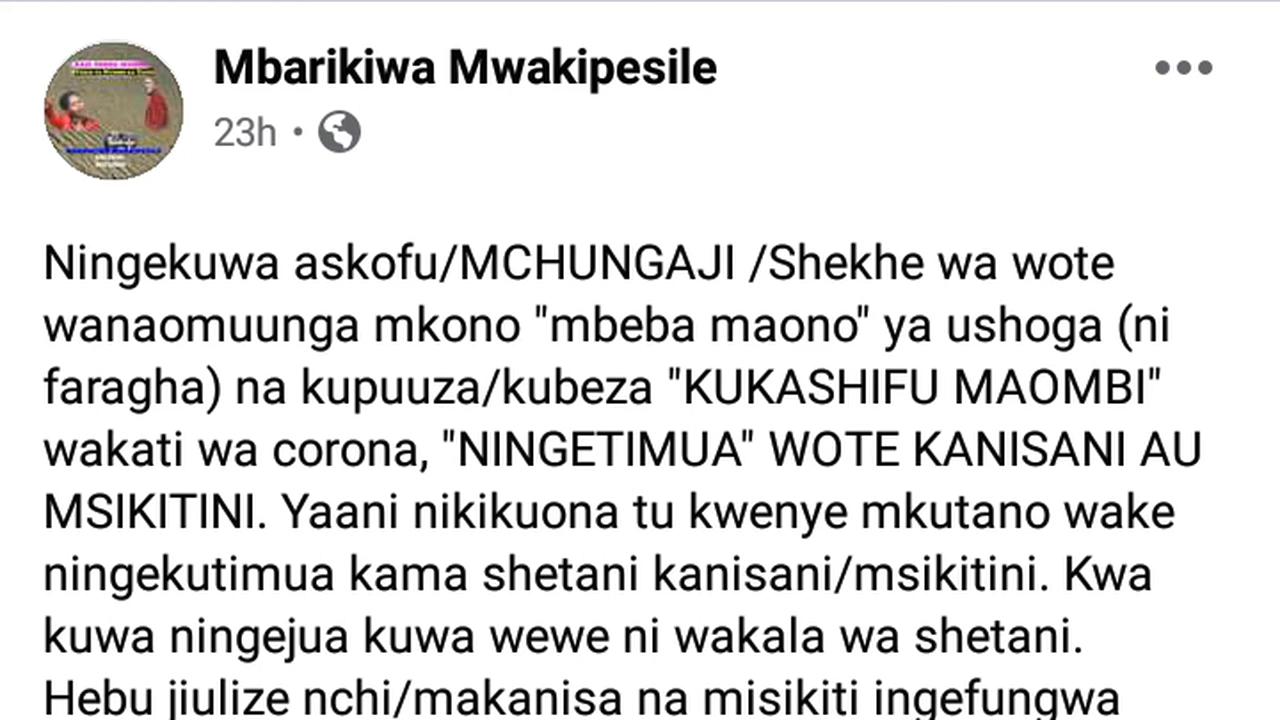 Mbarikiwa Mwakipesile
23h
Ningekuwa askofu/MCHUNGAJI /Shekhe wa wote
wanaomuunga mkono "mbeba maono" ya ushoga (ni
faragha) na kupuuza/kubeza "KUKASHIFU MAOMBI"
wakati wa corona, "NINGETIMUA" WOTE KANISANI AU
MSIKITINI. Yaani nikikuona tu kwenye mkutano wake
ningekutimua kama shetani kanisani/msikitini. Kwa
kuwa ningejua kuwa wewe ni wakala wa shetani.
Hebu jiulize nchi/makanisa na misikiti ingefungwa